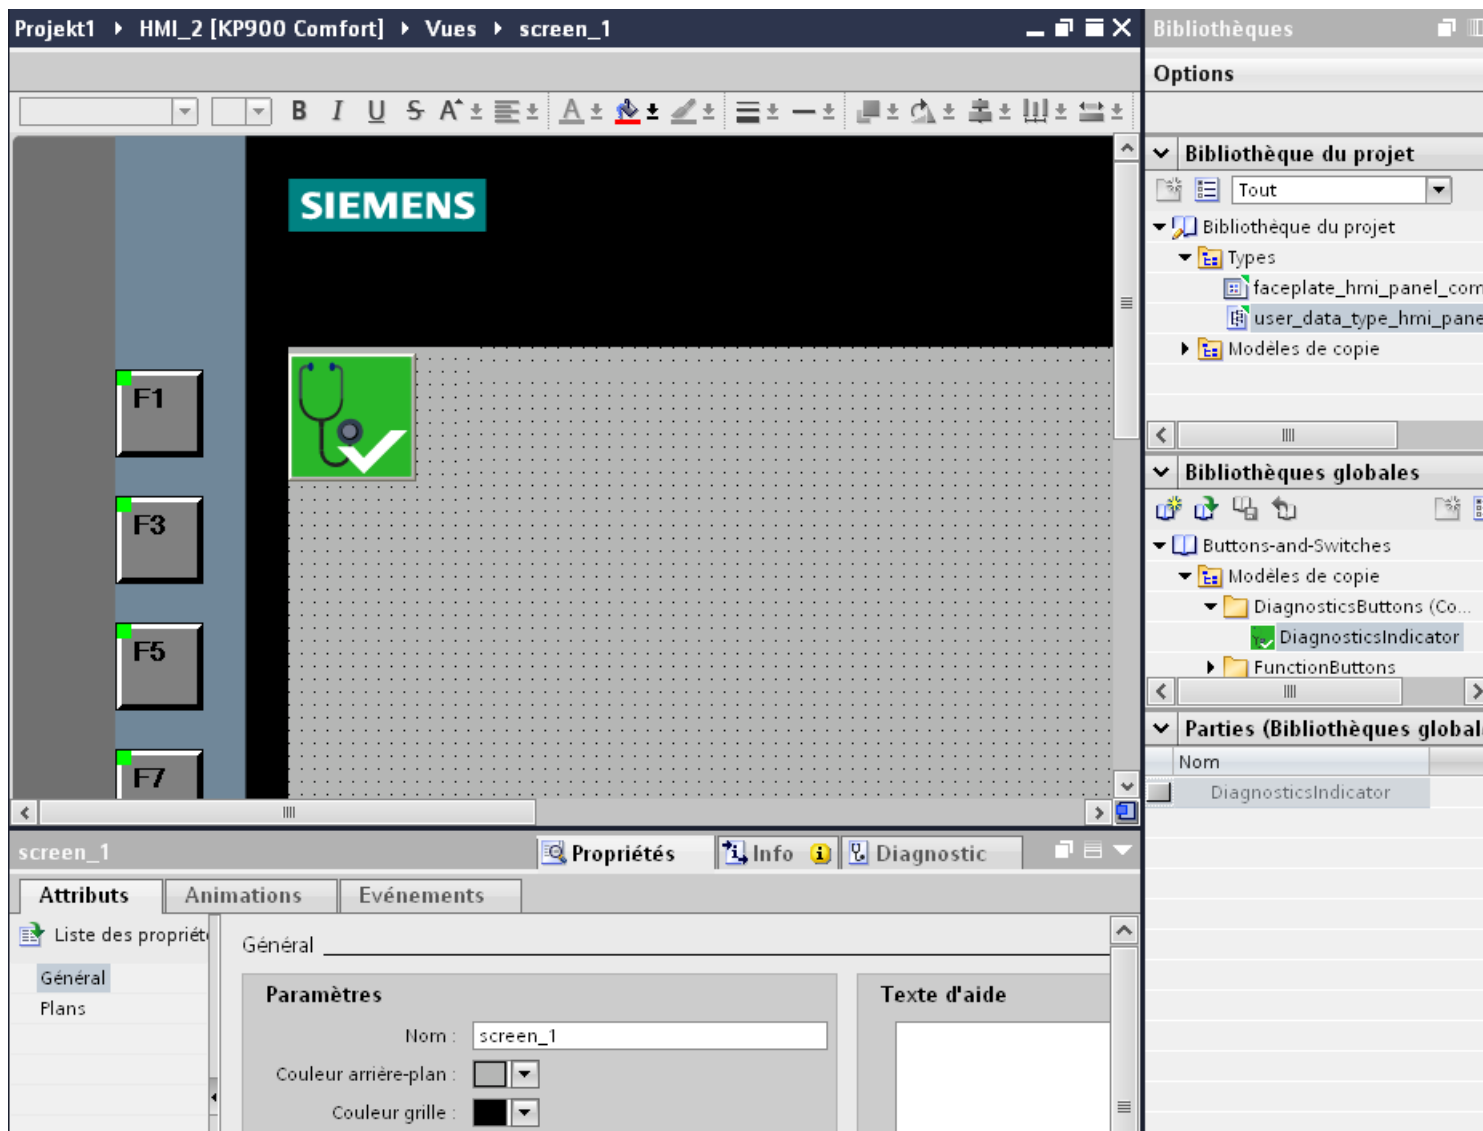 Projekt1 ▸ HMI_2 [KP900 Comfort] ▸ Vues ▸ screen_1
Bibliothèques
Options
B I U S A
Bibliothèque du projet
Tout
Bibliothèque du projet
Types
faceplate_hmi_panel_com
user_data_type_hmi_pane
Modèles de copie
SIEMENS
F1
F3
F5
F7
Bibliothèques globales
Buttons-and-Switches
Modèles de copie
DiagnosticsButtons (Co...
DiagnosticsIndicator
FunctionButtons
Parties (Bibliothèques global
Nom
DiagnosticsIndicator
screen_1
Propriétés
Info
Diagnostic
Attributs
Animations
Evénements
Liste des propriét
Général
Plans
Général
Paramètres
Nom : screen_1
Couleur arrière-plan :
Couleur grille :
Texte d'aide